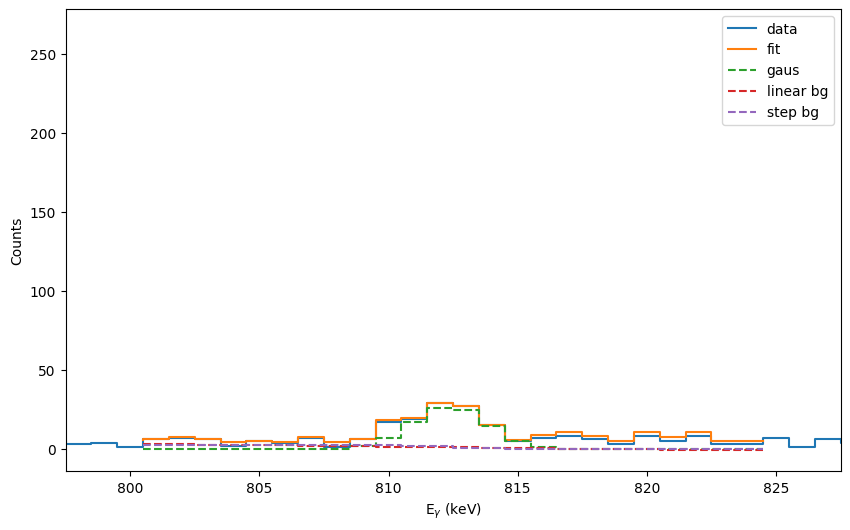 250
200
150
100
50
0
Counts
800 805 810 815 820 825
E_γ (keV)
data
fit
gaus
linear bg
step bg